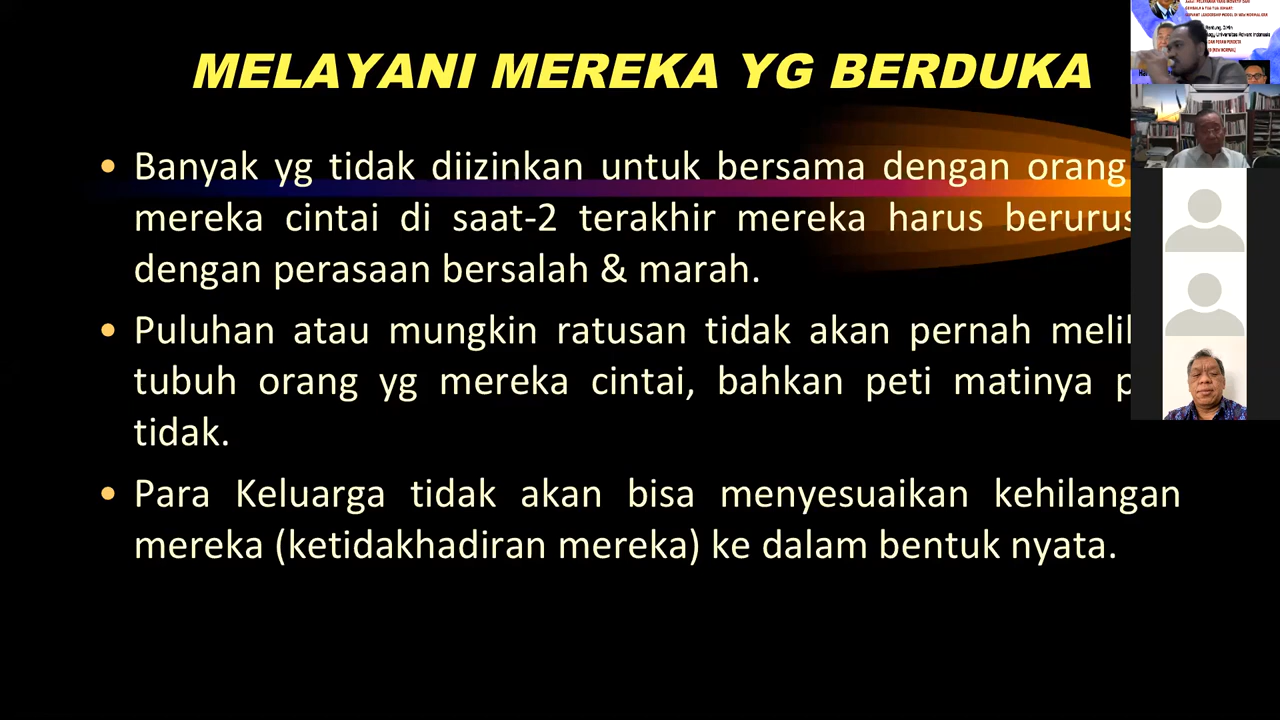 MELAYANI MEREKA YG BERDUKA
• Banyak yg tidak diizinkan untuk bersama dengan orang
mereka cintai di saat-2 terakhir mereka harus
dengan perasaan bersalah & marah.
• Puluhan atau mungkin ratusan tidak akan pernah
tubuh orang yg mereka cintai, bahkan peti matinya
tidak.
• Para Keluarga tidak akan bisa menyesuaikan kehilangan
mereka (ketidakhadiran mereka) ke dalam bentuk nyata.